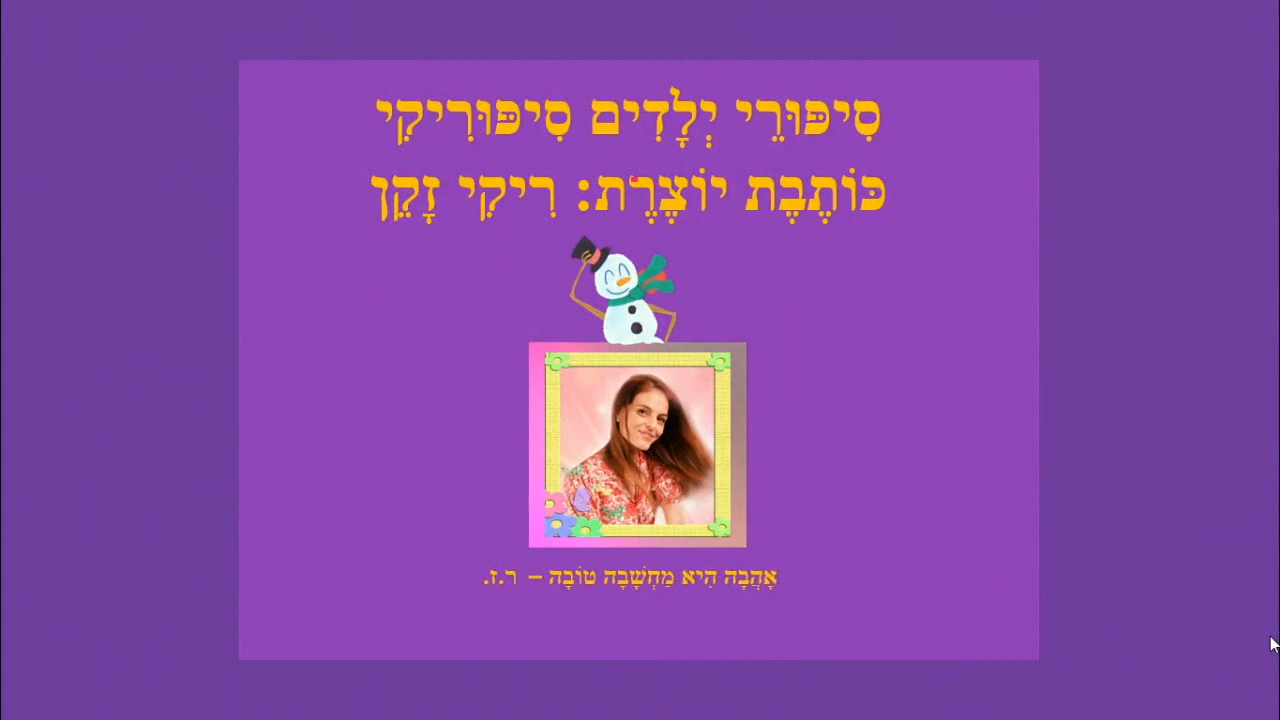 סִיפּוּרֵי יְלָדִים סִיפּוּרִיקִי
כּוֹתֶבֶת יוֹצֶרֶת: רִיקִי זָקֵן
אַהֲבָה הִיא מַחְשָׁבָה טוֹבָה – ר.ז.